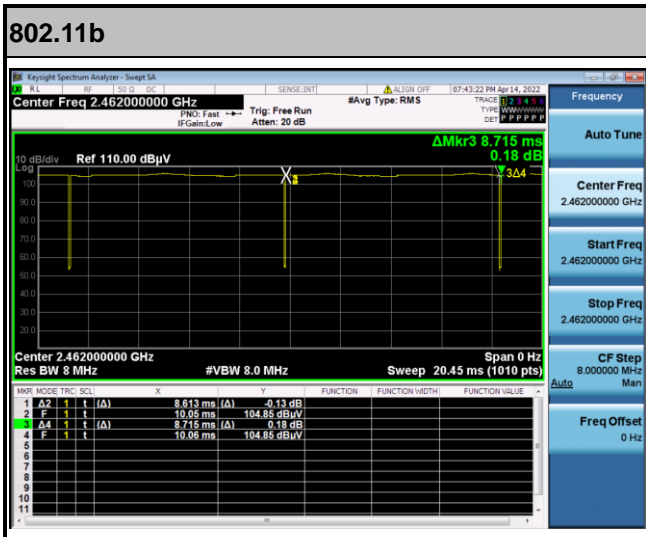 802.11b
Keysight Spectrum Analyzer - Swept SA
RL RF 50 Ω DC SENSE:INT ALIGN OFF 07:43:22 PM Apr 14, 2022
Center Freq 2.462000000 GHz
PNO: Fast
IFGain:Low
Trig: Free Run
Atten: 20 dB
#Avg Type: RMS
TRACE 1 2 3 4 5 6
TYPE WWWWWW
DET P P P P P P
ΔMkr3 8.715 ms
0.18 dB
10 dB/div Ref 110.00 dBµV
Log
100
90.0
80.0
70.0
60.0
50.0
40.0
30.0
20.0
3Δ4
Center 2.462000000 GHz Span 0 Hz
Res BW 8 MHz #VBW 8.0 MHz Sweep 20.45 ms (1010 pts)
MKR MODE TRC SCL X Y FUNCTION FUNCTION WIDTH FUNCTION VALUE
1 Δ2 1 t (Δ) 8.613 ms (Δ) -0.13 dB
2 F 1 t 10.05 ms 104.85 dBµV
3 Δ4 1 t (Δ) 8.715 ms (Δ) 0.18 dB
4 F 1 t 10.06 ms 104.85 dBµV
5
6
7
8
9
10
11
Frequency
Auto Tune
Center Freq
2.462000000 GHz
Start Freq
2.462000000 GHz
Stop Freq
2.462000000 GHz
CF Step
8.000000 MHz
Auto Man
Freq Offset
0 Hz